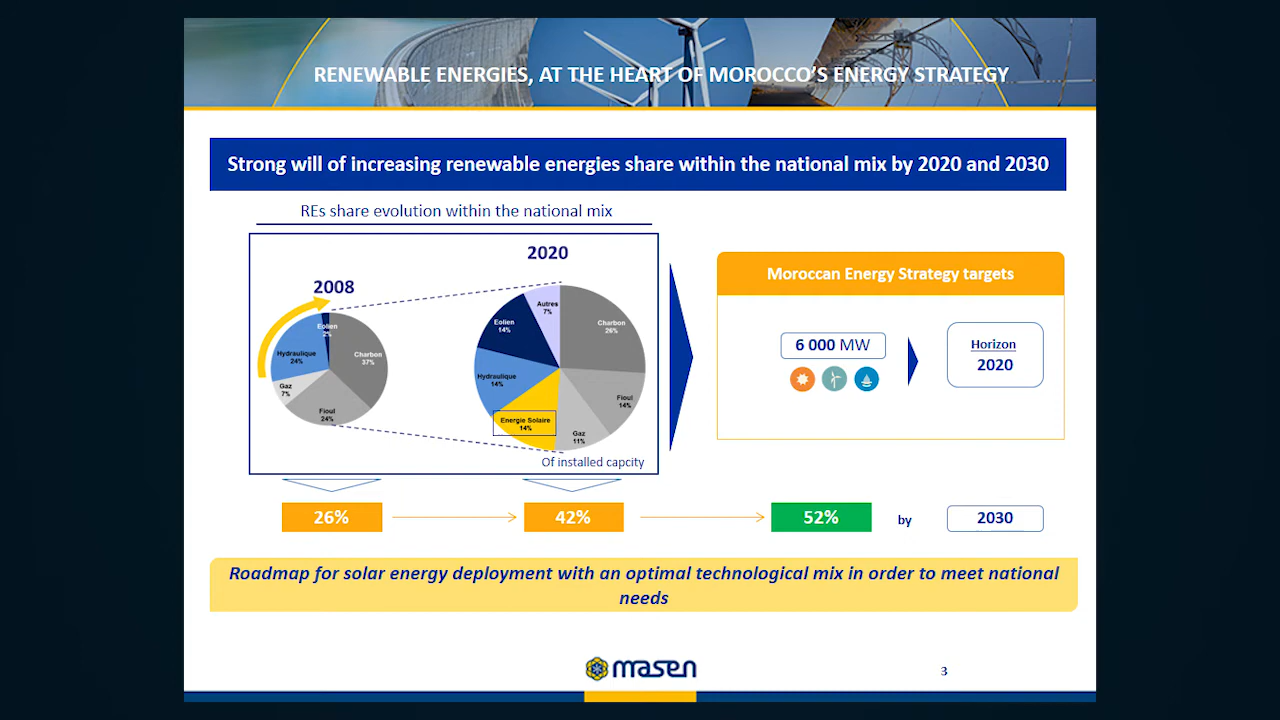 RENEWABLE ENERGIES, AT THE HEART OF MOROCCO'S ENERGY STRATEGY
Strong will of increasing renewable energies share within the national mix by 2020 and 2030
REs share evolution within the national mix
2008
Eolien
2%
Charbon
37%
Hydraulique
24%
Gaz
7%
Fioul
24%
2020
Autres
7%
Eolien
14%
Charbon
26%
Hydraulique
14%
Fioul
14%
Energie Solaire
14%
Gaz
11%
Of installed capcity
Moroccan Energy Strategy targets
6 000 MW
Horizon
2020
26%
42%
52%
by
2030
Roadmap for solar energy deployment with an optimal technological mix in order to meet national
needs
masen
3